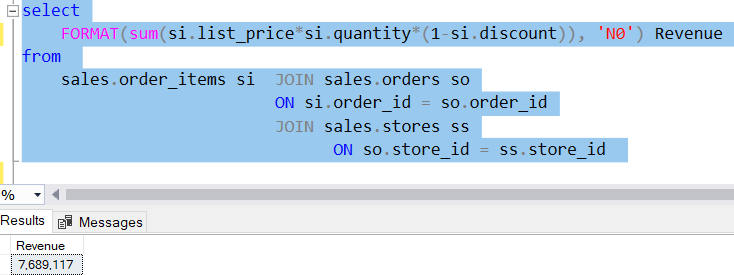 select
FORMAT(sum(si.list_price*si.quantity*(1-si.discount)), 'N0') Revenue
from
sales.order_items si JOIN sales.orders so
ON si.order_id = so.order_id
JOIN sales.stores ss
ON so.store_id = ss.store_id
%
Results Messages
Revenue
7,689,117